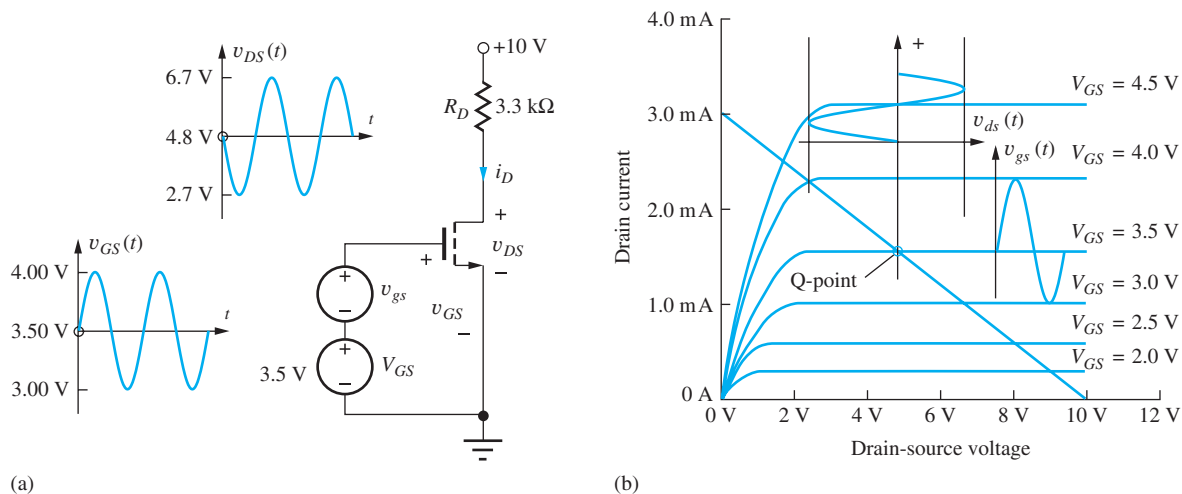 v_DS(t)
6.7 V
4.8 V
2.7 V
t
v_GS(t)
4.00 V
3.50 V
3.00 V
t
+10 V
R_D
3.3 kΩ
i_D
+
v_DS
–
+
v_GS
–
+
v_gs
–
+
3.5 V
V_GS
–
(a)
(b)
4.0 mA
3.0 mA
2.0 mA
1.0 mA
0 A
Drain current
0 V
2 V
4 V
6 V
8 V
10 V
12 V
Drain-source voltage
+
v_ds(t)
v_gs(t)
Q-point
V_GS = 4.5 V
V_GS = 4.0 V
V_GS = 3.5 V
V_GS = 3.0 V
V_GS = 2.5 V
V_GS = 2.0 V